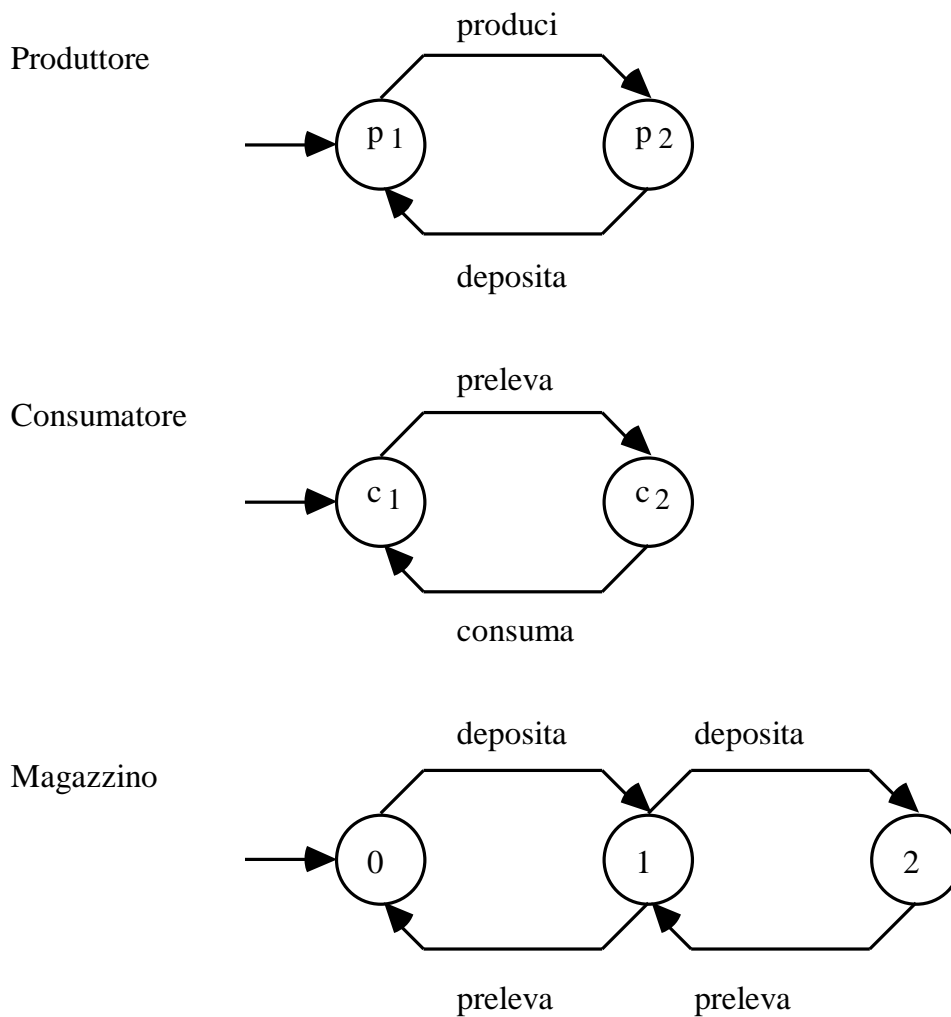 produci
Produttore
p 1
p 2
deposita
preleva
Consumatore
c 1
c 2
consuma
deposita
deposita
Magazzino
0
1
2
preleva
preleva